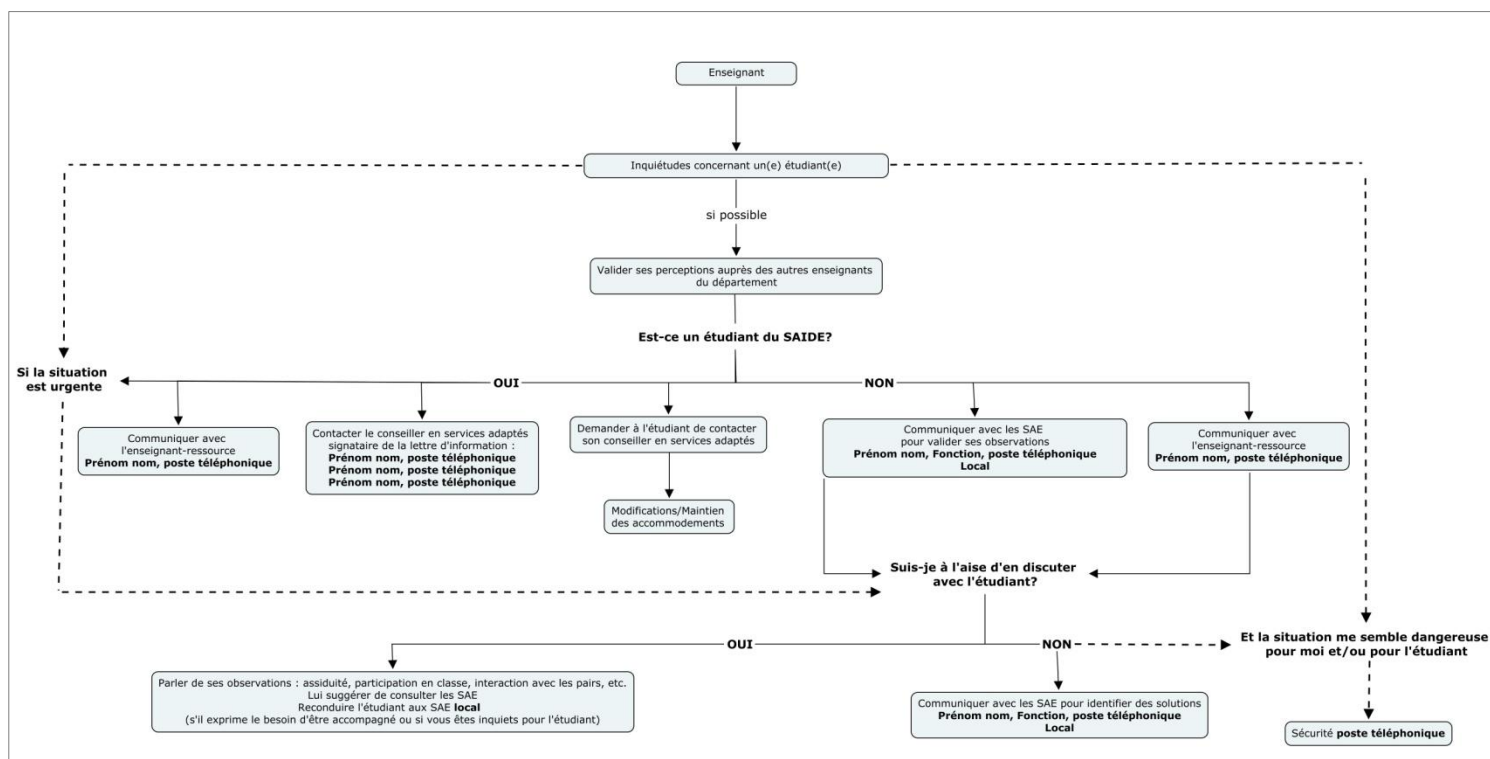 Enseignant
Inquiétudes concernant un(e) étudiant(e)
si possible
Valider ses perceptions auprès des autres enseignants
du département
Est-ce un étudiant du SAIDE?
Si la situation
est urgente
OUI
NON
Communiquer avec
l'enseignant-ressource
Prénom nom, poste téléphonique
Contacter le conseiller en services adaptés
signataire de la lettre d'information :
Prénom nom, poste téléphonique
Prénom nom, poste téléphonique
Prénom nom, poste téléphonique
Demander à l'étudiant de contacter
son conseiller en services adaptés
Communiquer avec les SAE
pour valider ses observations
Prénom nom, Fonction, poste téléphonique
Local
Communiquer avec
l'enseignant-ressource
Prénom nom, poste téléphonique
Modifications/Maintien
des accommodements
Suis-je à l'aise d'en discuter
avec l'étudiant?
OUI
NON
Et la situation me semble dangereuse
pour moi et/ou pour l'étudiant
Parler de ses observations : assiduité, participation en classe, interaction avec les pairs, etc.
Lui suggérer de consulter les SAE
Reconduire l'étudiant aux SAE local
(s'il exprime le besoin d'être accompagné ou si vous êtes inquiets pour l'étudiant)
Communiquer avec les SAE pour identifier des solutions
Prénom nom, Fonction, poste téléphonique
Local
Sécurité poste téléphonique